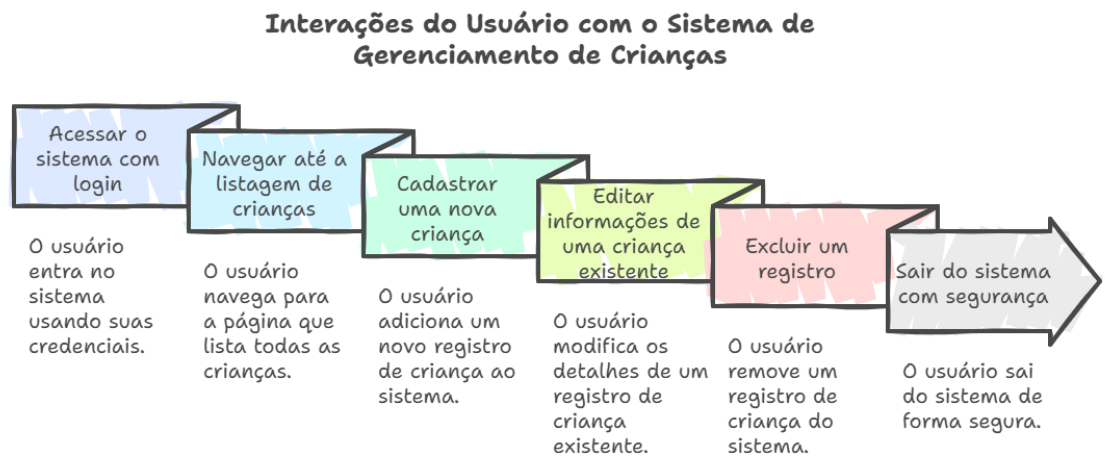 Interações do Usuário com o Sistema de
Gerenciamento de Crianças
Acessar o
sistema com
login
O usuário
entra no
sistema
usando suas
credenciais.
Navegar até a
listagem de
crianças
O usuário
navega para
a página que
lista todas as
crianças.
Cadastrar
uma nova
criança
O usuário
adiciona um
novo registro
de criança ao
sistema.
Editar
informações de
uma criança
existente
O usuário
modifica os
detalhes de um
registro de
criança
existente.
Excluir um
registro
O usuário
remove um
registro de
criança do
sistema.
Sair do sistema
com segurança
O usuário sai
do sistema de
forma segura.